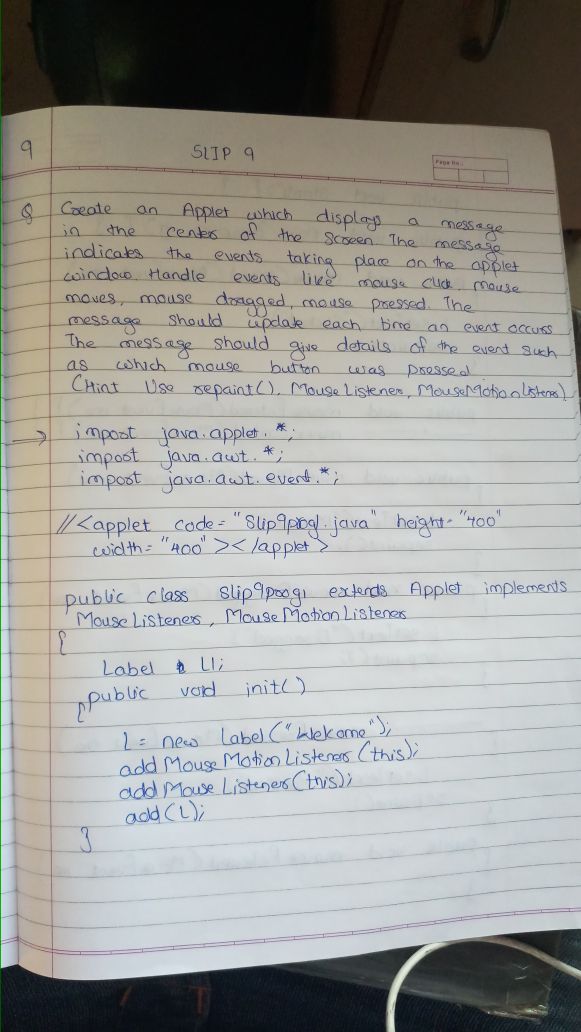 9
SLIP 9
Page No.:
Q Create an Applet which displays a message
in the center of the screen The message
indicates the events taking place on the applet
window. Handle events like mouse click, mouse
moves, mouse dragged, mouse pressed. The
message should update each time an event occurs
The message should give details of the event such
as which mouse button was pressed
(Hint Use repaint(), MouseListener, MouseMotionListener)
→ import java.applet.*;
import java.awt.*;
import java.awt.event.*;
//<applet code="Slip9prog1.java" height="400"
width="400"></applet>
public class Slip9prog1 extends Applet implements
MouseListener, MouseMotionListener
{
Label L1;
public void init()
{
L = new Label("Welcome");
addMouseMotionListener(this);
addMouseListener(this);
add(L);
}